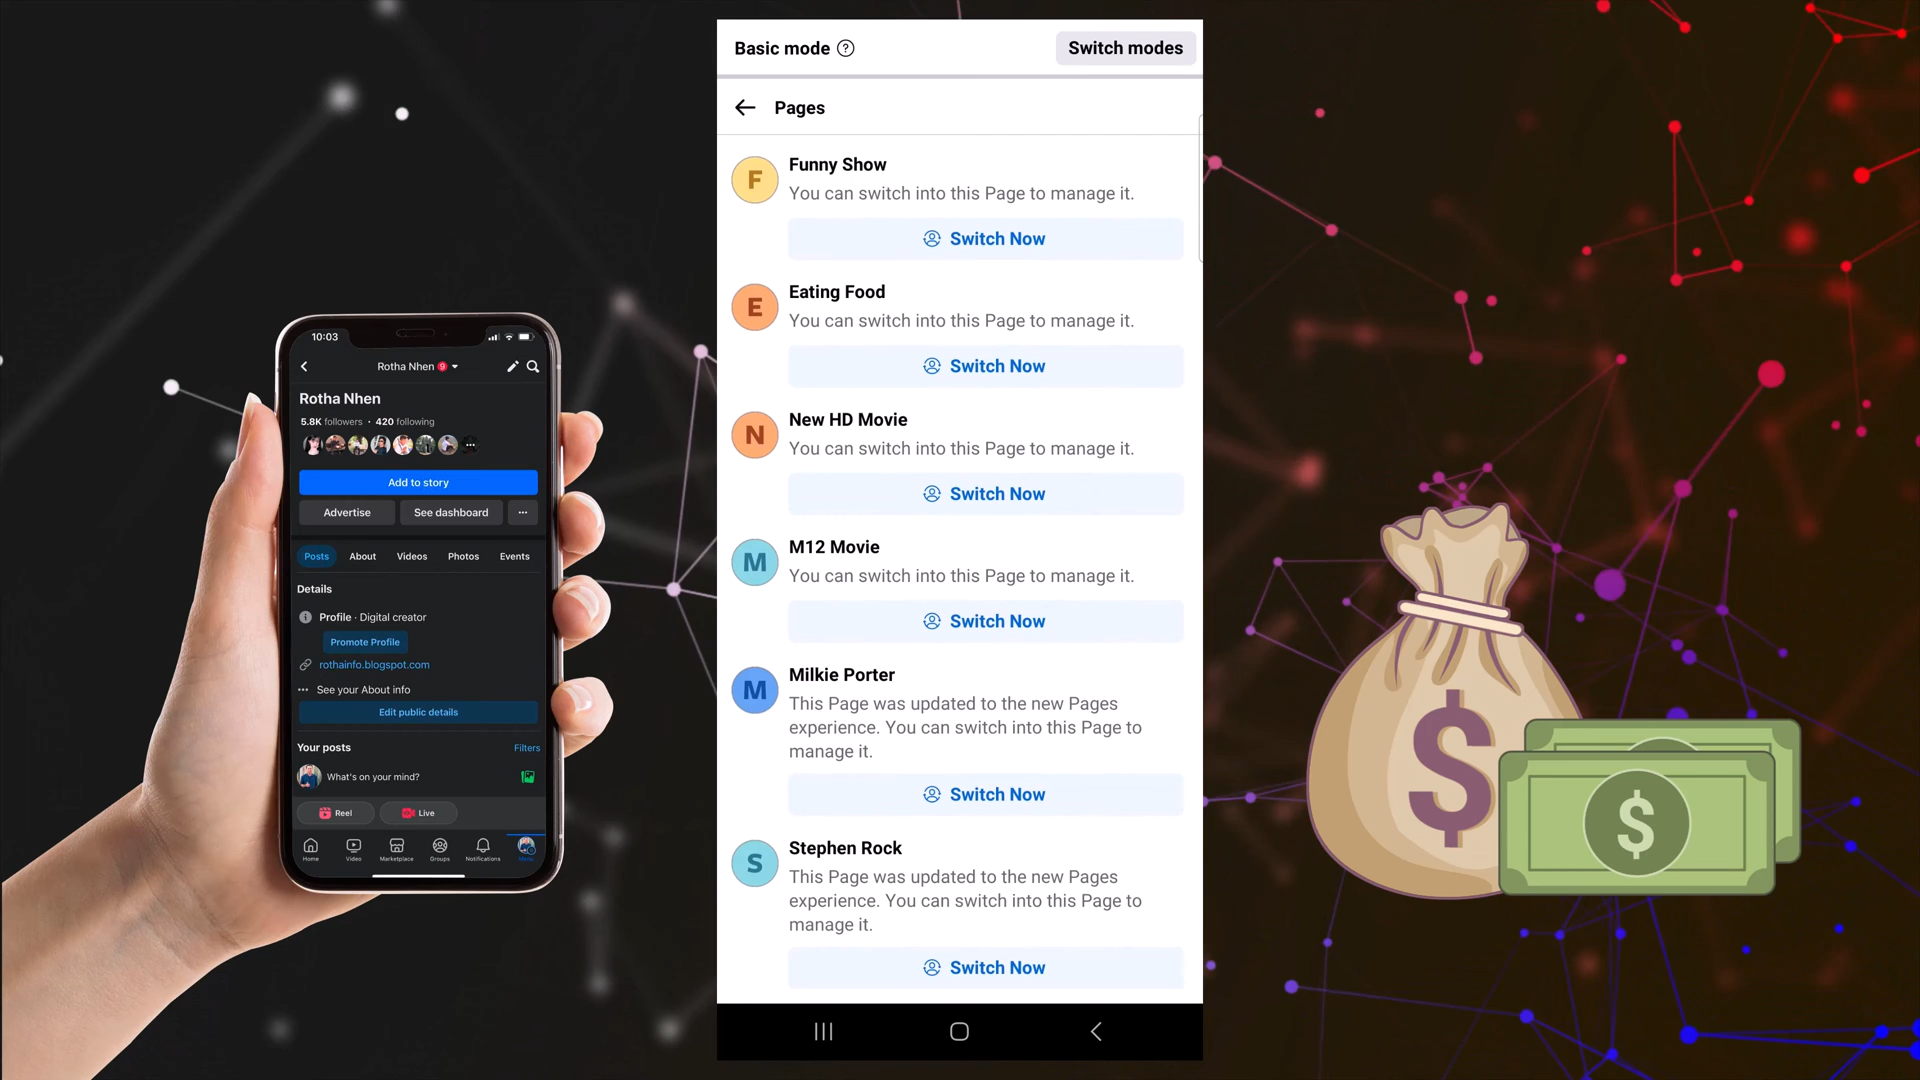 10:03
Rotha Nhen 9
Rotha Nhen
5.8K followers · 420 following
Add to story
Advertise
See dashboard
Posts
About
Videos
Photos
Events
Details
Profile · Digital creator
Promote Profile
rothainfo.blogspot.com
See your About info
Edit public details
Your posts
Filters
What's on your mind?
Reel
Live
Home
Video
Marketplace
Groups
Notifications
Menu
Basic mode
Switch modes
Pages
F
Funny Show
You can switch into this Page to manage it.
Switch Now
E
Eating Food
You can switch into this Page to manage it.
Switch Now
N
New HD Movie
You can switch into this Page to manage it.
Switch Now
M
M12 Movie
You can switch into this Page to manage it.
Switch Now
M
Milkie Porter
This Page was updated to the new Pages
experience. You can switch into this Page to
manage it.
Switch Now
S
Stephen Rock
This Page was updated to the new Pages
experience. You can switch into this Page to
manage it.
Switch Now
$
$